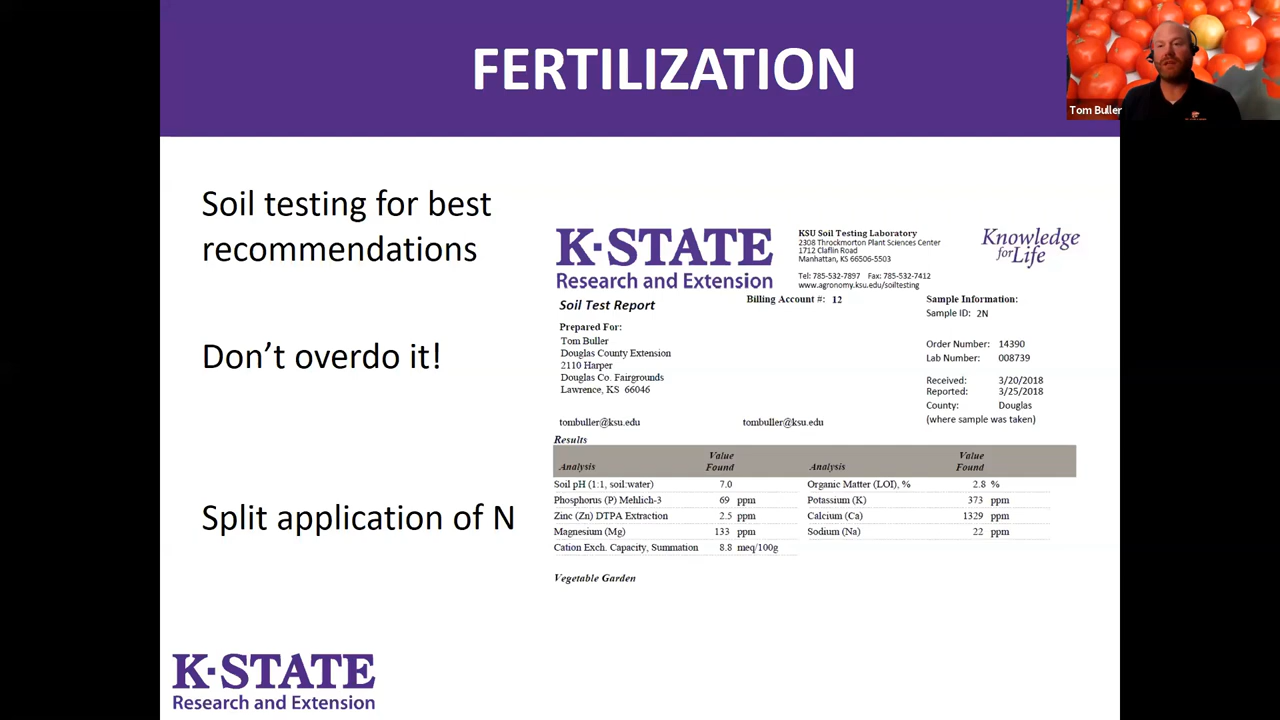 FERTILIZATION
Tom Buller
Soil testing for best
recommendations
Don't overdo it!
Split application of N
K-STATE
Research and Extension
KSU Soil Testing Laboratory
2308 Throckmorton Plant Sciences Center
1712 Claflin Road
Manhattan, KS 66506-5503
Tel: 785-532-7897 Fax: 785-532-7412
www.agronomy.ksu.edu/soiltesting
Knowledge
for Life
Soil Test Report
Billing Account #: 12
Sample Information:
Sample ID: 2N
Prepared For:
Tom Buller
Douglas County Extension
2110 Harper
Douglas Co. Fairgrounds
Lawrence, KS 66046
Order Number: 14390
Lab Number: 008739
Received: 3/20/2018
Reported: 3/25/2018
County: Douglas
(where sample was taken)
tombuller@ksu.edu tombuller@ksu.edu
Results
Analysis Value Found Analysis Value Found
Soil pH (1:1, soil:water) 7.0 Organic Matter (LOI), % 2.8 %
Phosphorus (P) Mehlich-3 69 ppm Potassium (K) 373 ppm
Zinc (Zn) DTPA Extraction 2.5 ppm Calcium (Ca) 1329 ppm
Magnesium (Mg) 133 ppm Sodium (Na) 22 ppm
Cation Exch. Capacity, Summation 8.8 meq/100g
Vegetable Garden
K-STATE
Research and Extension